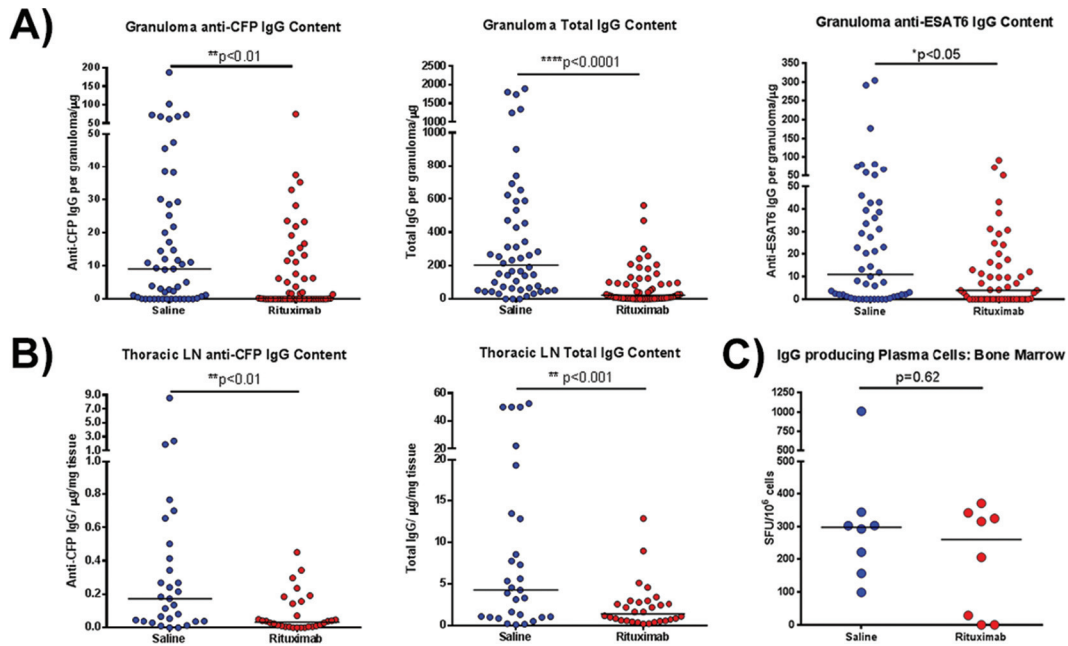 A)
Granuloma anti-CFP IgG Content
**p<0.01
Anti-CFP IgG per granuloma/µg
200
150
100
50
50
40
30
20
10
0
Saline
Rituximab
Granuloma Total IgG Content
****p<0.0001
Total IgG per granuloma/µg
2500
2000
1500
1000
1000
800
600
400
200
0
Saline
Rituximab
Granuloma anti-ESAT6 IgG Content
*p<0.05
Anti-ESAT6 IgG per granuloma/µg
350
300
250
200
150
100
50
50
40
30
20
10
0
Saline
Rituximab
B)
Thoracic LN anti-CFP IgG Content
**p<0.01
Anti-CFP IgG/ µg/mg tissue
9.0
7.0
5.0
3.0
1.0
1.0
0.8
0.6
0.4
0.2
0.0
Saline
Rituximab
Thoracic LN Total IgG Content
** p<0.001
Total IgG/ µg/mg tissue
60
40
20
20
15
10
5
0
Saline
Rituximab
C)
IgG producing Plasma Cells: Bone Marrow
p=0.62
SFU/10⁶ cells
1250
1000
750
500
500
400
300
200
100
0
Saline
Rituximab